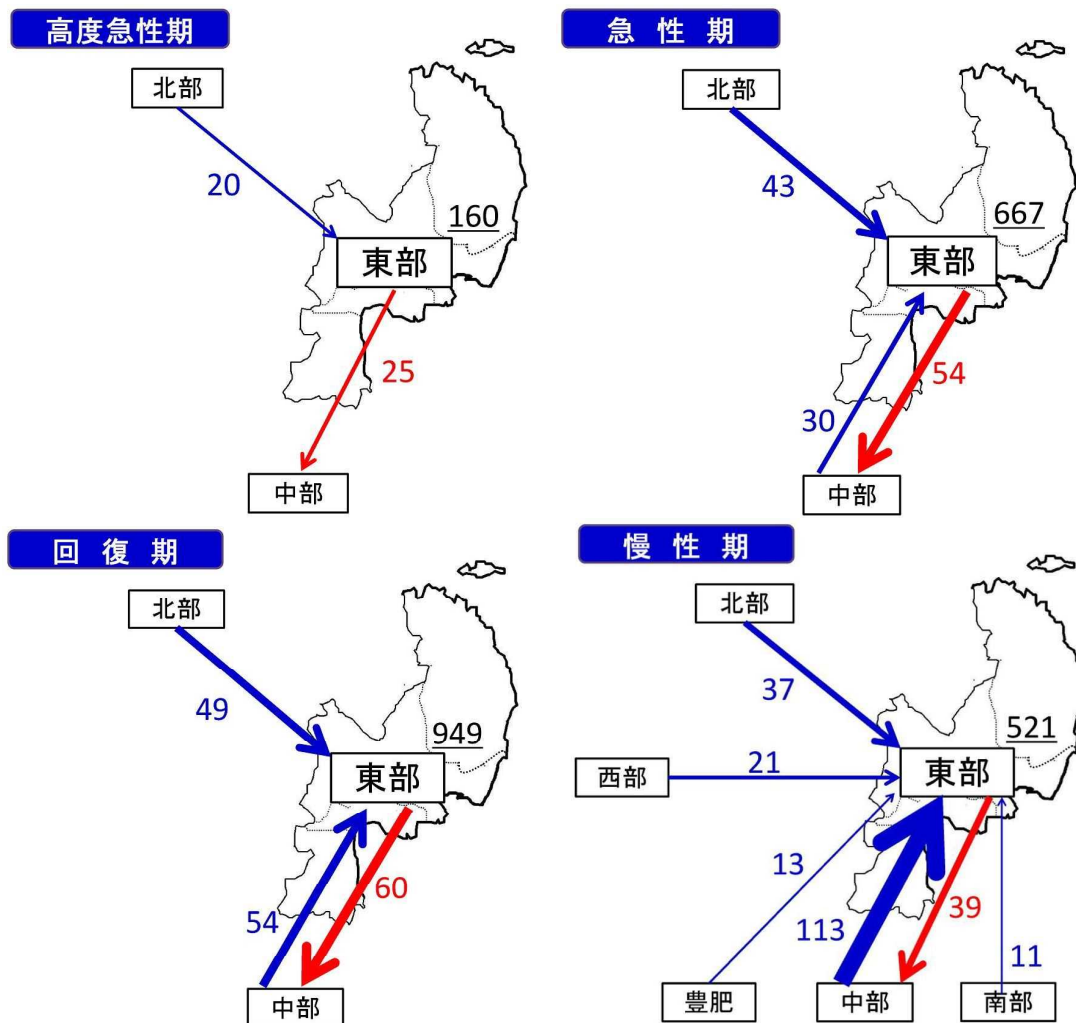 高度急性期
北部
20
160
東部
25
中部
急 性 期
北部
43
667
東部
30
54
中部
回 復 期
北部
49
949
東部
54
60
中部
慢 性 期
北部
37
521
西部
21
東部
13
113
39
11
豊肥
中部
南部